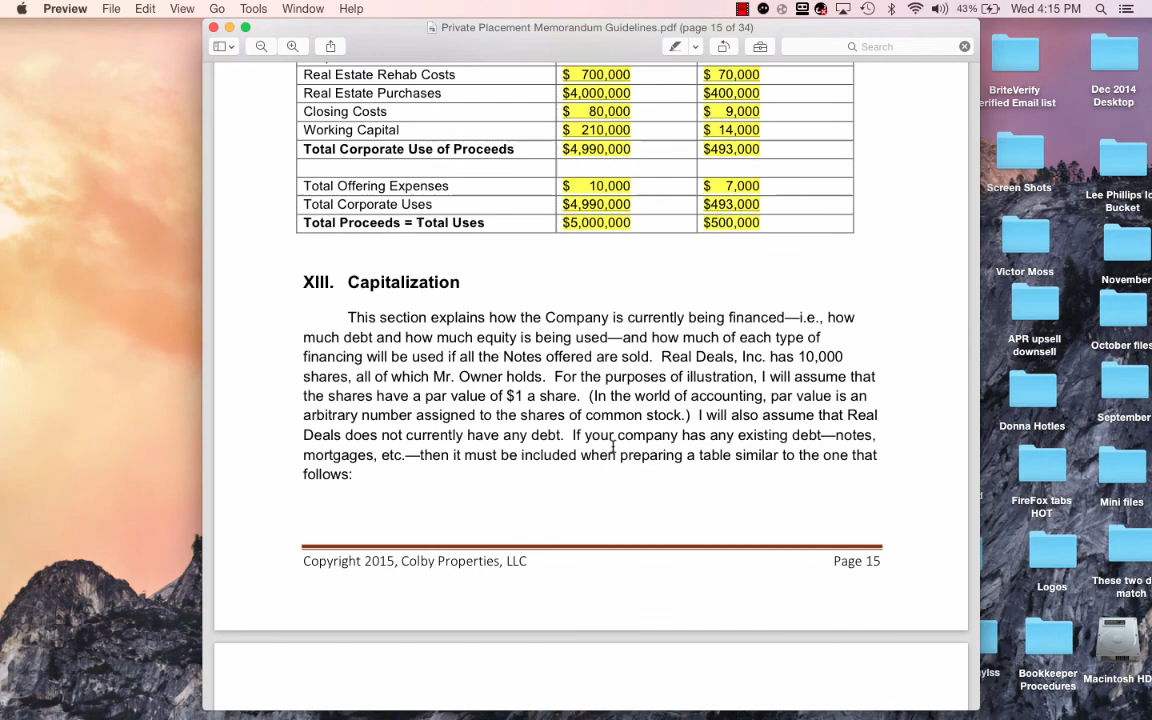 Preview File Edit View Go Tools Window Help 43% Wed 4:15 PM
Private Placement Memorandum Guidelines.pdf (page 15 of 34)
Search
Real Estate Rehab Costs $ 700,000 $ 70,000
Real Estate Purchases $4,000,000 $400,000
Closing Costs $ 80,000 $ 9,000
Working Capital $ 210,000 $ 14,000
Total Corporate Use of Proceeds $4,990,000 $493,000
Total Offering Expenses $ 10,000 $ 7,000
Total Corporate Uses $4,990,000 $493,000
Total Proceeds = Total Uses $5,000,000 $500,000
XIII. Capitalization
This section explains how the Company is currently being financed—i.e., how
much debt and how much equity is being used—and how much of each type of
financing will be used if all the Notes offered are sold. Real Deals, Inc. has 10,000
shares, all of which Mr. Owner holds. For the purposes of illustration, I will assume that
the shares have a par value of $1 a share. (In the world of accounting, par value is an
arbitrary number assigned to the shares of common stock.) I will also assume that Real
Deals does not currently have any debt. If your company has any existing debt—notes,
mortgages, etc.—then it must be included when preparing a table similar to the one that
follows:
Copyright 2015, Colby Properties, LLC Page 15
BriteVerify
erified Email list
Dec 2014
Desktop
Screen Shots
Lee Phillips Ic
Bucket
Victor Moss
November
APR upsell
downsell
October files
Donna Hotles
September
FireFox tabs
HOT
Mini files
Logos
These two d
match
Bookkeeper
Procedures
Macintosh HD